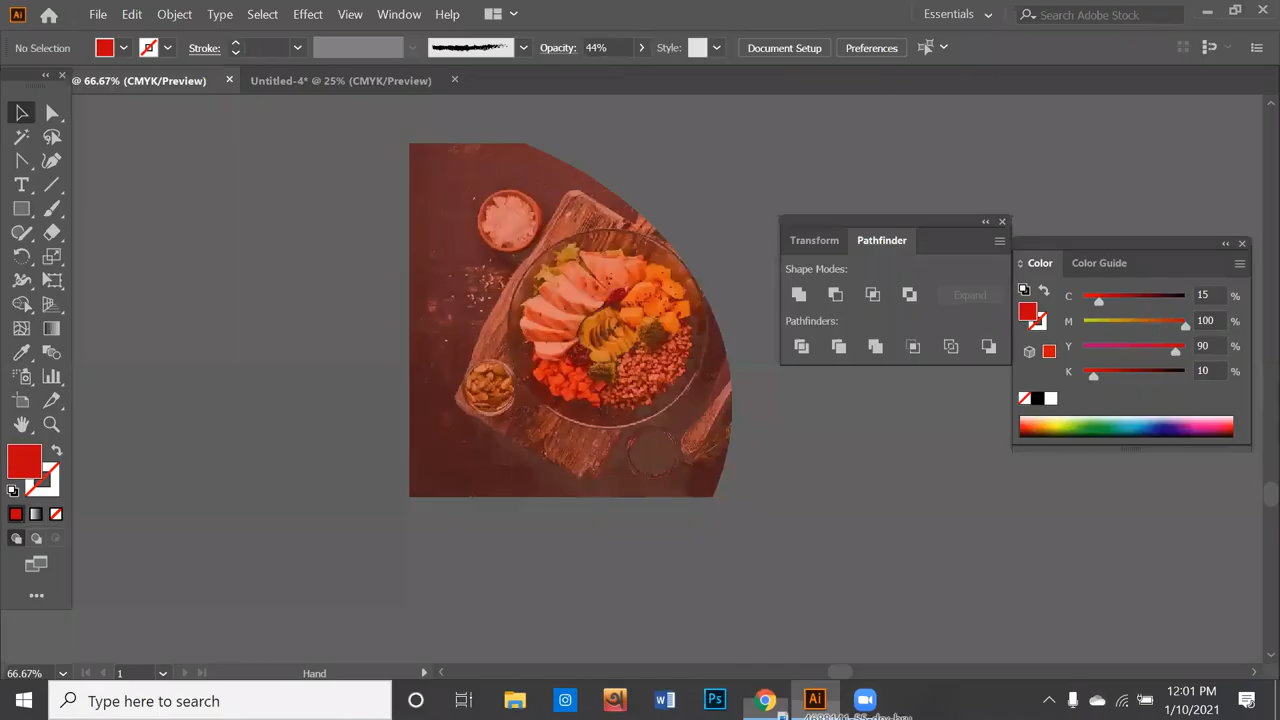 Ai File Edit Object Type Select Effect View Window Help Essentials Search Adobe Stock
No Selection Stroke: Opacity: 44% Style: Document Setup Preferences
@ 66.67% (CMYK/Preview) × Untitled-4* @ 25% (CMYK/Preview) ×
Transform Pathfinder
Shape Modes:
Expand
Pathfinders:
Color Color Guide
C 15 %
M 100 %
Y 90 %
K 10 %
66.67% 1 Hand
Type here to search
W Ps Ai
12:01 PM
1/10/2021